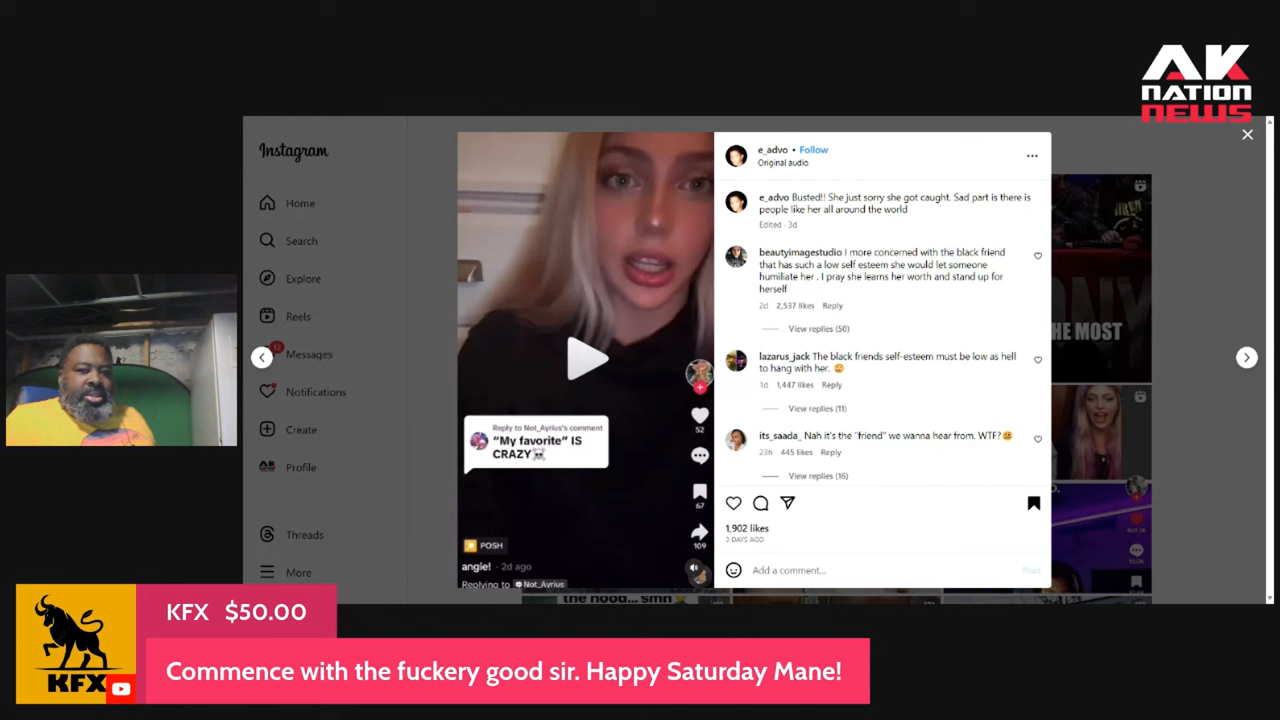 AK
NATION
NEWS
Instagram
Home
Search
Explore
Reels
Messages
Notifications
Create
Profile
Threads
More
"My favorite" IS
CRAZY☠️
Reply to Not_Ayrius's comment
52
67
109
POSH
angie! · 2d ago
Replying to Not_Ayrius
e_advo • Follow
Original audio
e_advo Busted!! She just sorry she got caught. Sad part is there is
people like her all around the world
Edited · 3d
beautyimagestudio I more concerned with the black friend
that has such a low self esteem she would let someone
humiliate her . I pray she learns her worth and stand up for
herself
2d 2,537 likes Reply
View replies (50)
lazarus_jack The black friends self-esteem must be low as hell
to hang with her.
1d 1,447 likes Reply
View replies (11)
its_saada_ Nah it's the "friend" we wanna hear from. WTF?
23h 445 likes Reply
View replies (16)
1,902 likes
3 DAYS AGO
Add a comment...
Post
HE MOST
the hood... smh
KFX
KFX $50.00
Commence with the fuckery good sir. Happy Saturday Mane!